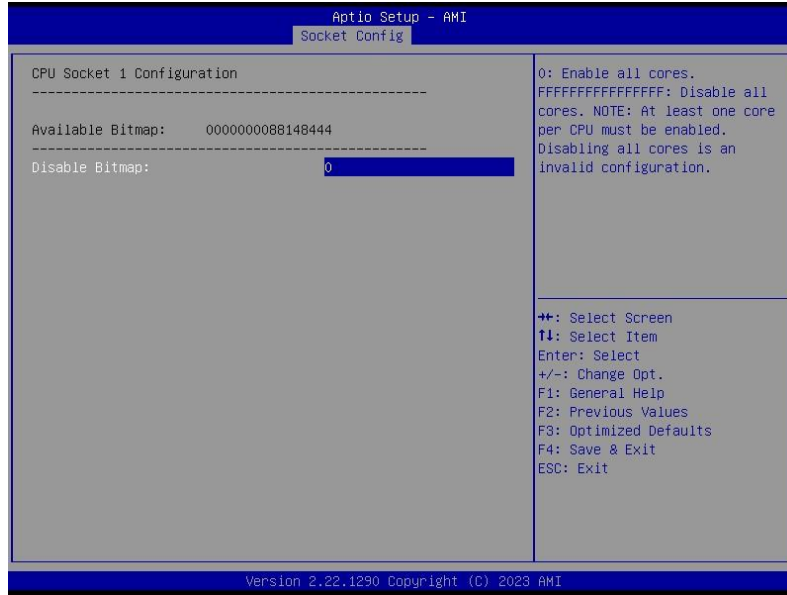 Aptio Setup - AMI
Socket Config
CPU Socket 1 Configuration
--------------------------------------------------
Available Bitmap: 0000000088148444
--------------------------------------------------
Disable Bitmap: 0
0: Enable all cores.
FFFFFFFFFFFFFFFF: Disable all
cores. NOTE: At least one core
per CPU must be enabled.
Disabling all cores is an
invalid configuration.
→←: Select Screen
↑↓: Select Item
Enter: Select
+/-: Change Opt.
F1: General Help
F2: Previous Values
F3: Optimized Defaults
F4: Save & Exit
ESC: Exit
Version 2.22.1290 Copyright (C) 2023 AMI